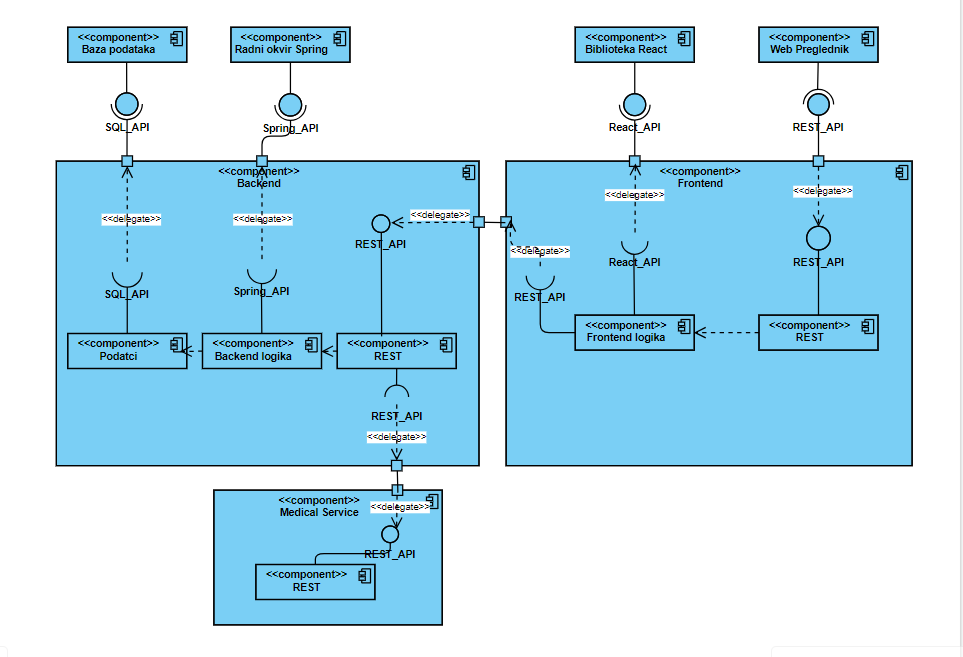 <<component>>
Baza podataka
<<component>>
Radni okvir Spring
<<component>>
Biblioteka React
<<component>>
Web Preglednik
SQL_API
Spring_API
React_API
REST_API
<<component>>
Backend
<<component>>
Frontend
<<delegate>>
<<delegate>>
<<delegate>>
<<delegate>>
<<delegate>>
REST_API
<<delegate>>
React_API
REST_API
SQL_API
Spring_API
REST_API
<<component>>
Podatci
<<component>>
Backend logika
<<component>>
REST
<<component>>
Frontend logika
<<component>>
REST
REST_API
<<delegate>>
<<component>>
Medical Service
<<delegate>>
REST_API
<<component>>
REST